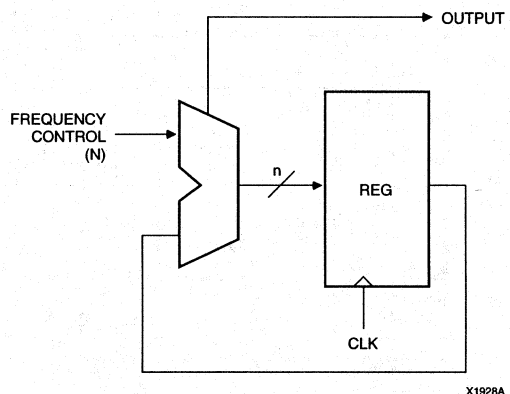 OUTPUT
FREQUENCY
CONTROL
(N)
n
REG
CLK
X1928A